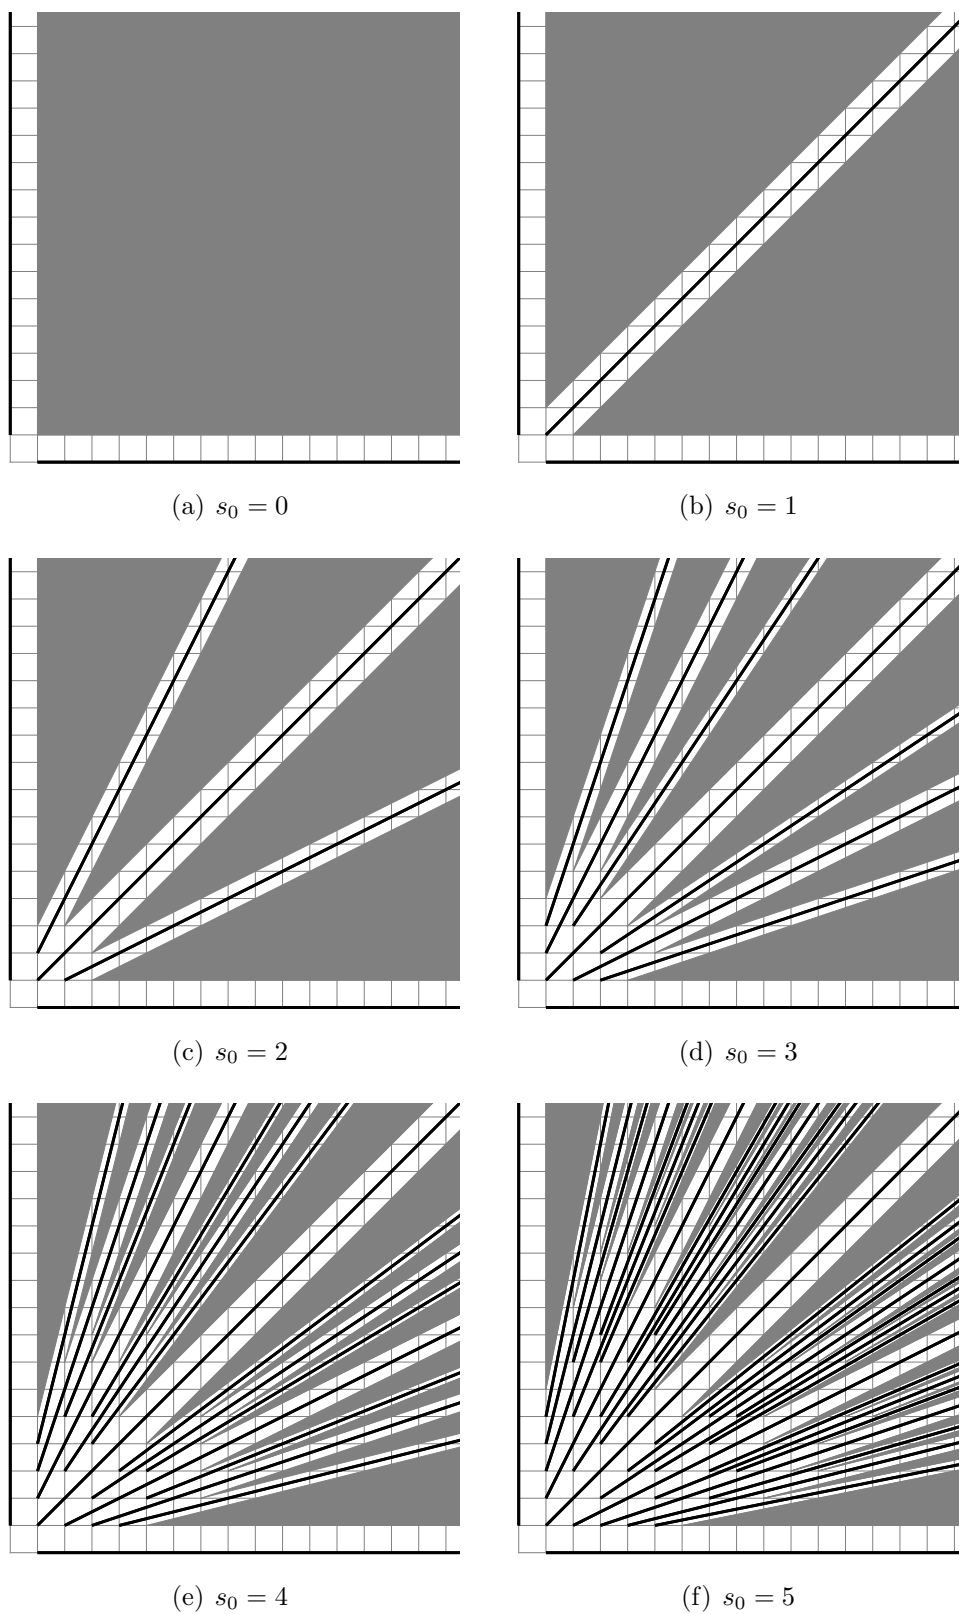 (a) s₀ = 0
(b) s₀ = 1
(c) s₀ = 2
(d) s₀ = 3
(e) s₀ = 4
(f) s₀ = 5